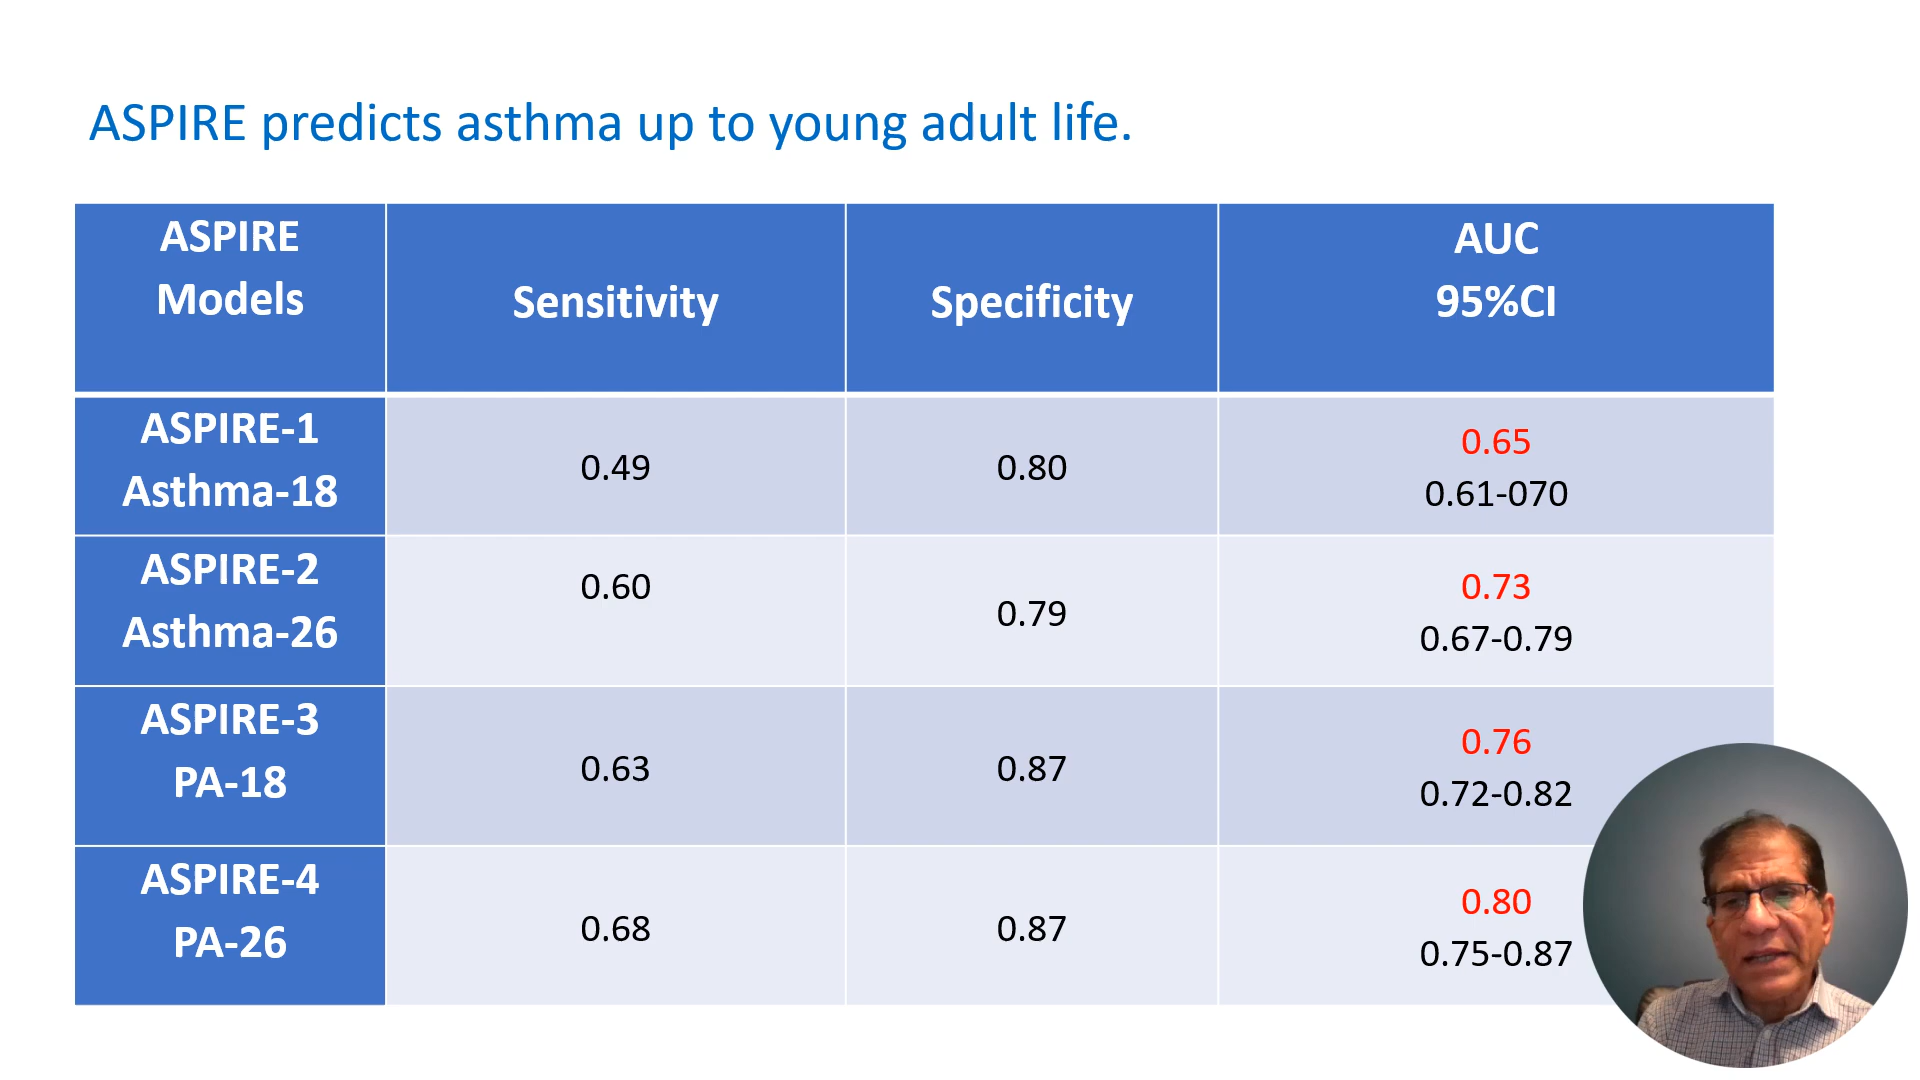 ASPIRE predicts asthma up to young adult life.
ASPIRE
Models
Sensitivity
Specificity
AUC
95%CI
ASPIRE-1
Asthma-18
0.49
0.80
0.65
0.61-070
ASPIRE-2
Asthma-26
0.60
0.79
0.73
0.67-0.79
ASPIRE-3
PA-18
0.63
0.87
0.76
0.72-0.82
ASPIRE-4
PA-26
0.68
0.87
0.80
0.75-0.87